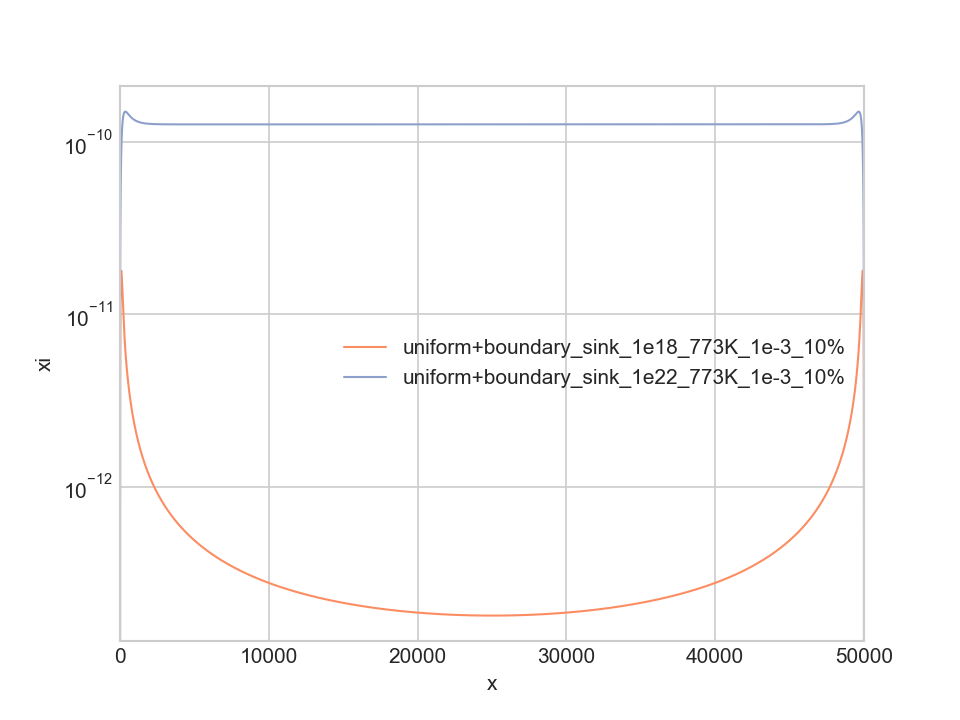 10⁻¹⁰
10⁻¹¹
10⁻¹²
xi
uniform+boundary_sink_1e18_773K_1e-3_10%
uniform+boundary_sink_1e22_773K_1e-3_10%
0 10000 20000 30000 40000 50000
x